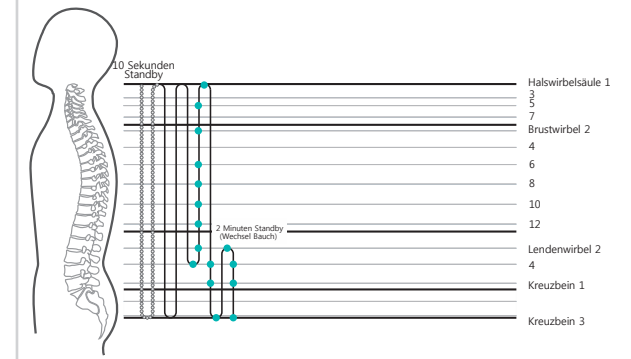 10 Sekunden
Standby
Halswirbelsäule 1
3
5
7
Brustwirbel 2
4
6
8
10
12
2 Minuten Standby
(Wechsel Bauch)
Lendenwirbel 2
4
Kreuzbein 1
Kreuzbein 3